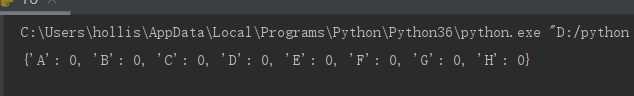 C:\Users\hollis\AppData\Local\Programs\Python\Python36\python.exe "D:/python
{'A': 0, 'B': 0, 'C': 0, 'D': 0, 'E': 0, 'F': 0, 'G': 0, 'H': 0}